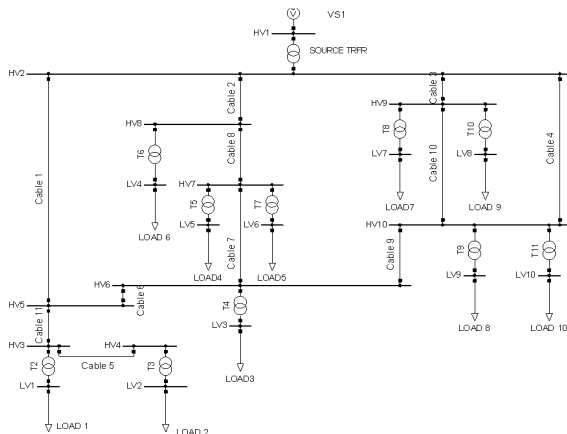 VS1
HV1
SOURCE TRFR
HV2
Cable 1
Cable 2
Cable 3
Cable 4
HV9
T8
T10
LV7
LV8
Cable 10
LOAD7
LOAD 9
HV8
T6
Cable 8
LV4
LOAD 6
HV7
T5
T7
LV5
LV6
LOAD4
LOAD5
Cable 7
HV10
T9
T11
LV9
LV10
LOAD 8
LOAD 10
Cable 9
HV6
Cable 6
HV5
T4
LV3
LOAD3
Cable 11
HV3
HV4
T2
T3
Cable 5
LV1
LV2
LOAD 1
LOAD 2